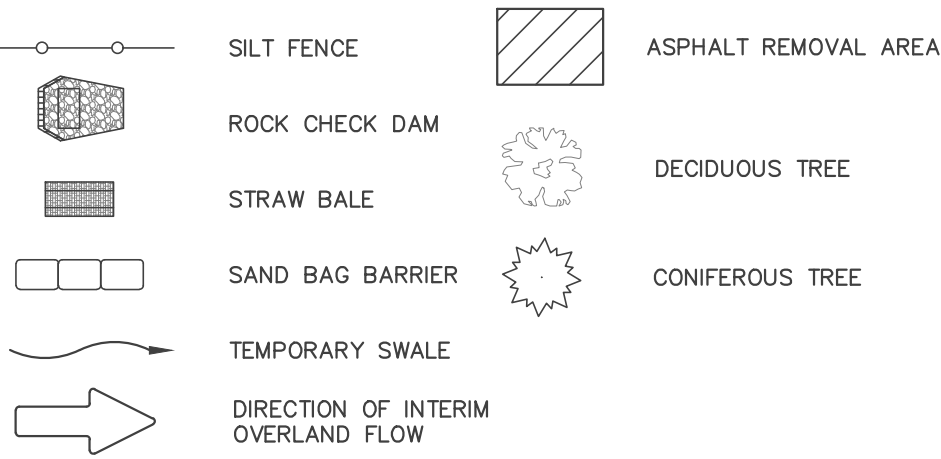 SILT FENCE
ROCK CHECK DAM
STRAW BALE
SAND BAG BARRIER
TEMPORARY SWALE
DIRECTION OF INTERIM
OVERLAND FLOW
ASPHALT REMOVAL AREA
DECIDUOUS TREE
CONIFEROUS TREE